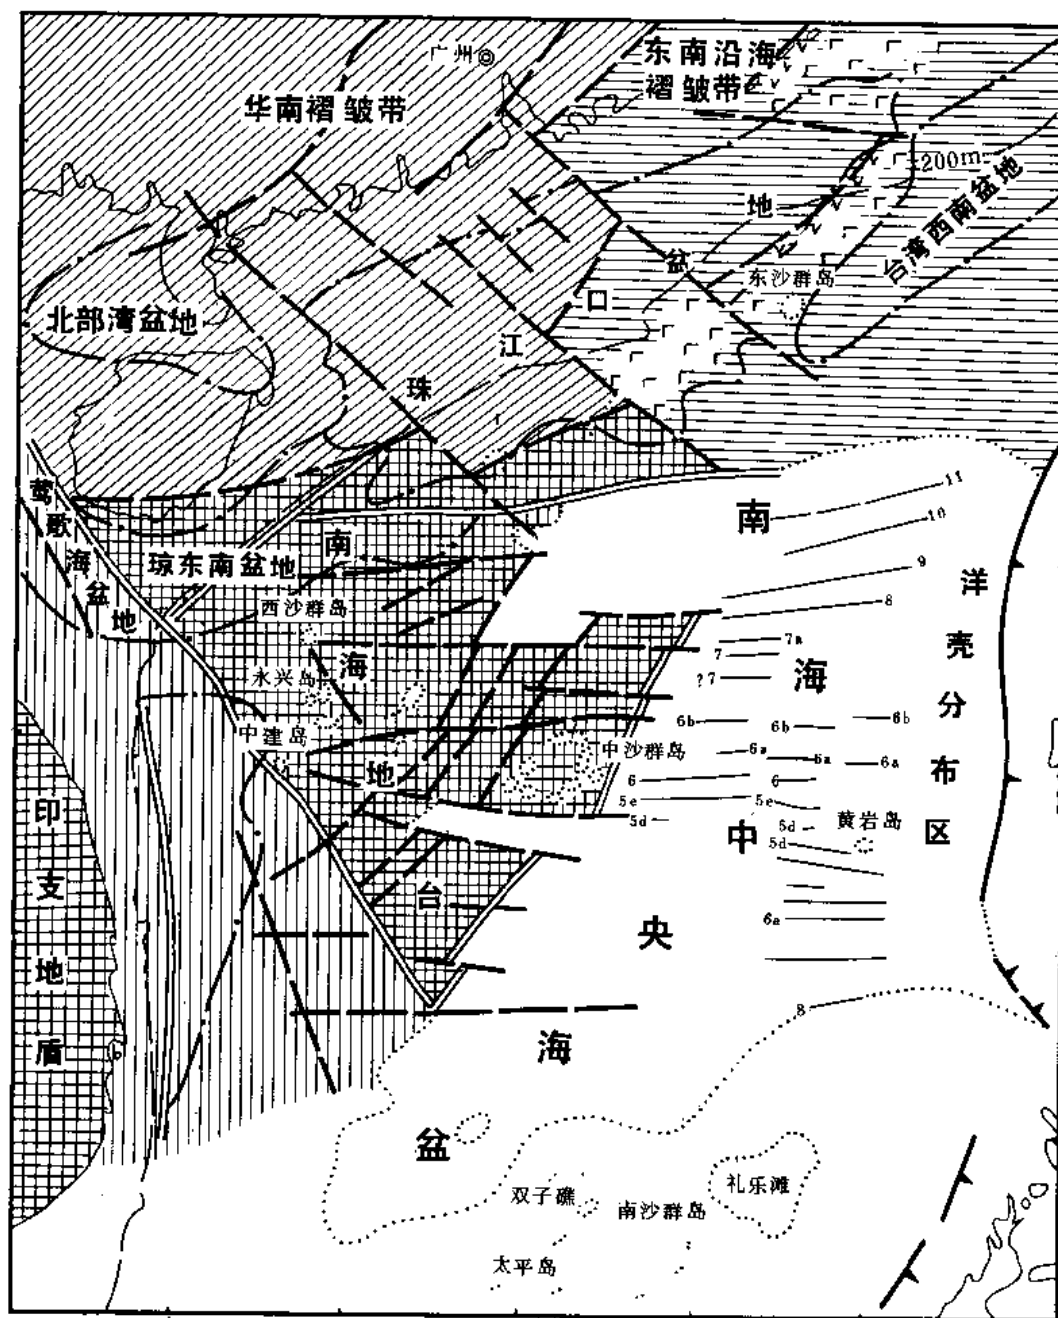 广州
东南沿海
褶皱带
华南褶皱带
200m
台湾西南盆地
东沙群岛
珠江口盆地
北部湾盆地
莺歌海盆地
琼东南盆地
西沙群岛
永兴岛
中建岛
南海地台
中沙群岛
印支地盾
南海中央海盆
洋壳分布区
黄岩岛
11
10
9
8
7a
7
?7
6b
6b
6b
6a
6a
6a
6
6
5e
5e
5d
5d
5d
6a
8
双子礁
南沙群岛
礼乐滩
太平岛